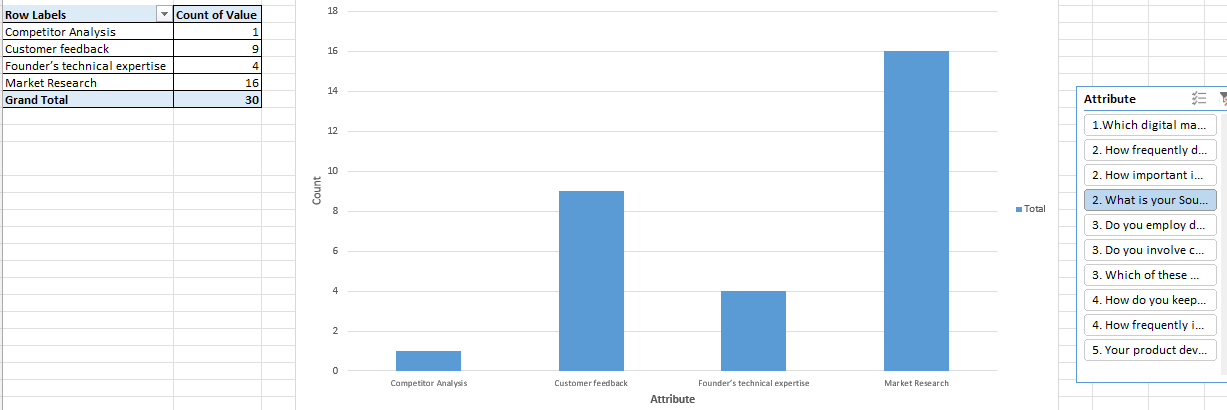 Row Labels Count of Value
Competitor Analysis 1
Customer feedback 9
Founder’s technical expertise 4
Market Research 16
Grand Total 30
18
16
14
12
10
8
6
4
2
0
Count
Competitor Analysis Customer feedback Founder’s technical expertise Market Research
Attribute
Total
Attribute
1.Which digital ma...
2. How frequently d...
2. How important i...
2. What is your Sou...
3. Do you employ d...
3. Do you involve c...
3. Which of these ...
4. How do you keep...
4. How frequently i...
5. Your product dev...